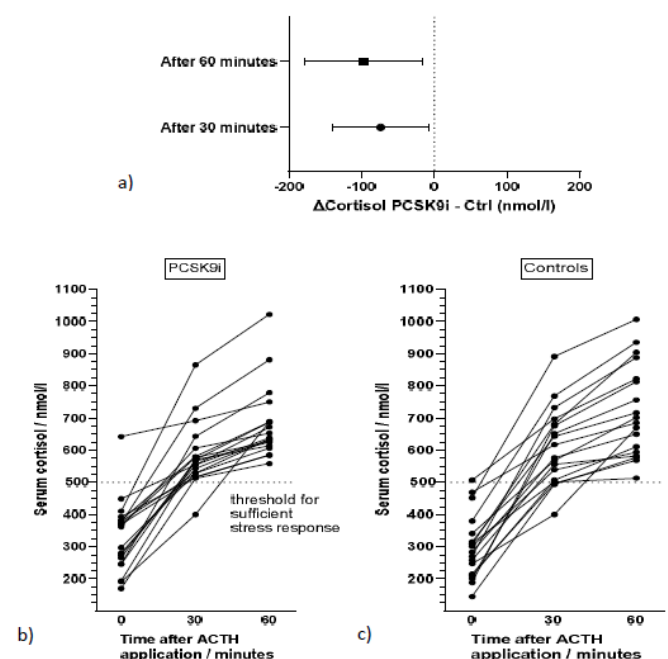 After 60 minutes
After 30 minutes
a)
-200 -100 0 100 200
ΔCortisol PCSK9i - Ctrl (nmol/l)
PCSK9i
Controls
1100
1000
900
800
700
600
500
400
300
200
Serum cortisol / nmol/l
threshold for
sufficient
stress response
0 30 60
b)
Time after ACTH
application / minutes
1100
1000
900
800
700
600
500
400
300
200
Serum cortisol / nmol/l
0 30 60
c)
Time after ACTH
application / minutes